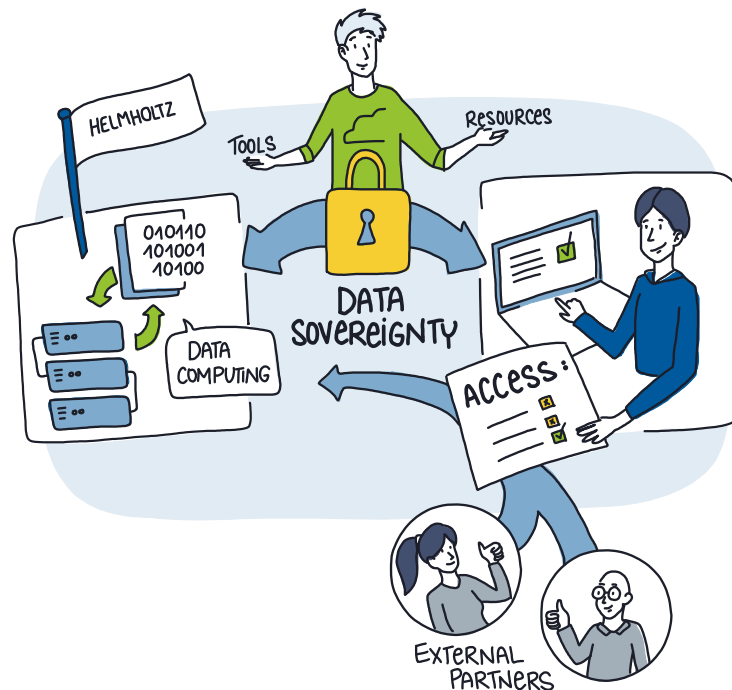 HELMHOLTZ
TOOLS
RESOURCES
010110
101001
10100
DATA
COMPUTING
DATA
SOVEREIGNTY
ACCESS:
EXTERNAL
PARTNERS